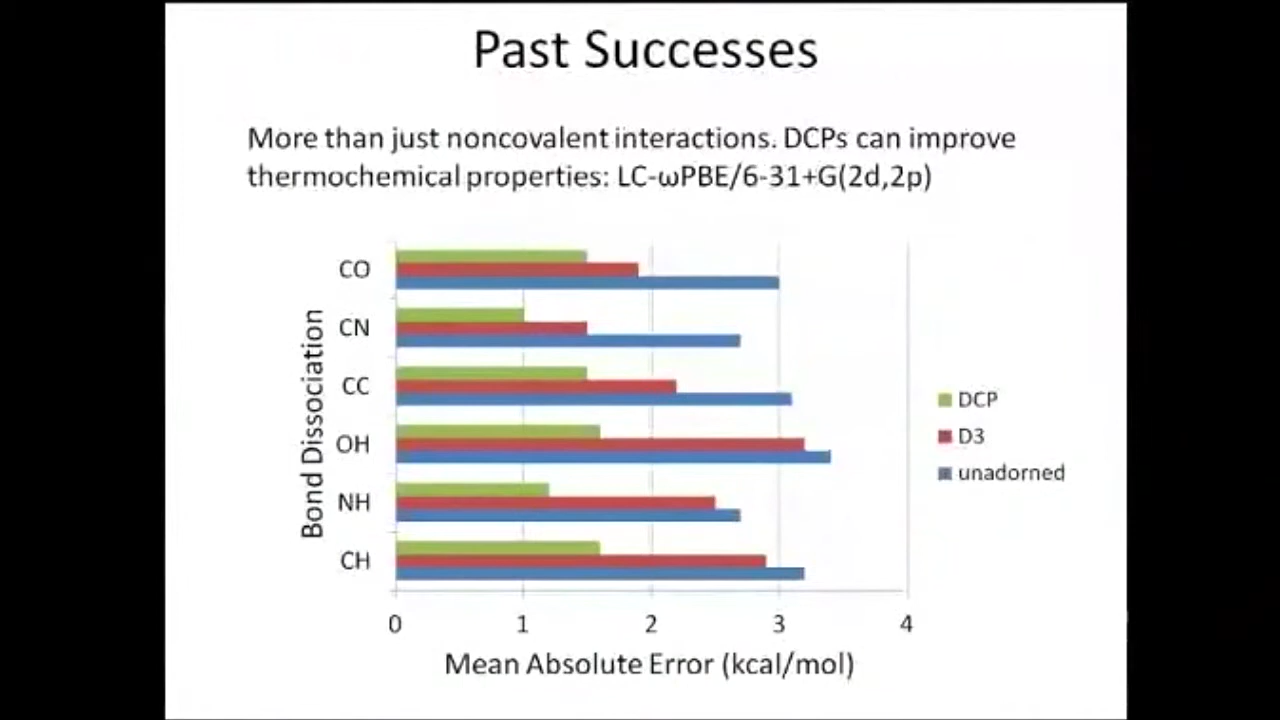 Past Successes
More than just noncovalent interactions. DCPs can improve
thermochemical properties: LC-ωPBE/6-31+G(2d,2p)
Bond Dissociation
CO
CN
CC
OH
NH
CH
DCP
D3
unadorned
0 1 2 3 4
Mean Absolute Error (kcal/mol)